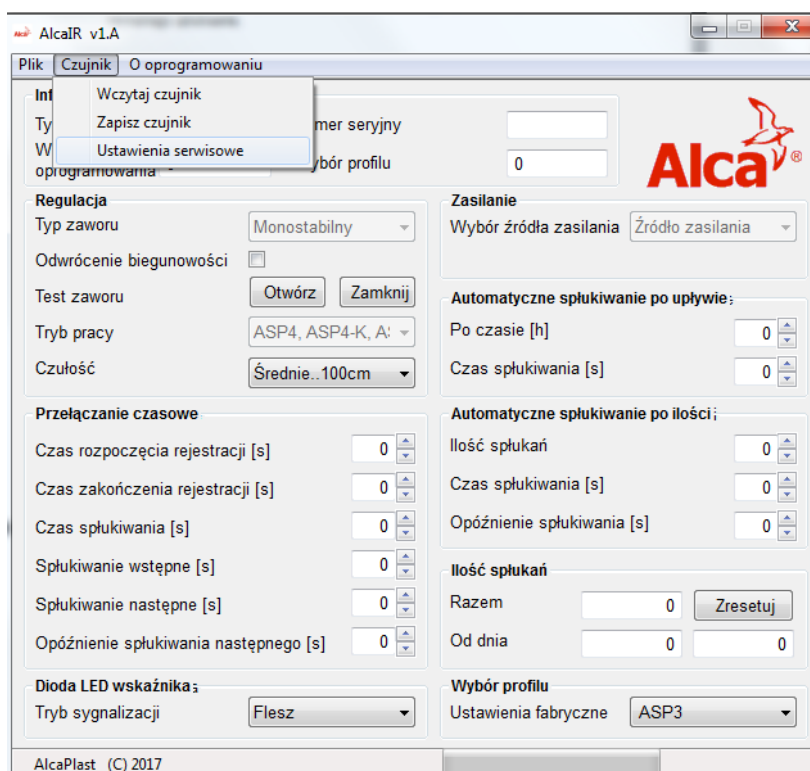 AlcaIR v1.A
Plik Czujnik O oprogramowaniu
Wczytaj czujnik
Zapisz czujnik
Ustawienia serwisowe
mer seryjny
oprogramowania
bór profilu 0
Alca®
Regulacja
Typ zaworu Monostabilny
Odwrócenie biegunowości
Test zaworu Otwórz Zamknij
Tryb pracy ASP4, ASP4-K, A
Czułość Średnie..100cm
Zasilanie
Wybór źródła zasilania Źródło zasilania
Automatyczne spłukiwanie po upływie
Po czasie [h] 0
Czas spłukiwania [s] 0
Przełączanie czasowe
Czas rozpoczęcia rejestracji [s] 0
Czas zakończenia rejestracji [s] 0
Czas spłukiwania [s] 0
Spłukiwanie wstępne [s] 0
Spłukiwanie następne [s] 0
Opóźnienie spłukiwania następnego [s] 0
Automatyczne spłukiwanie po ilości
Ilość spłukań 0
Czas spłukiwania [s] 0
Opóźnienie spłukiwania [s] 0
Ilość spłukań
Razem 0 Zresetuj
Od dnia 0 0
Dioda LED wskaźnika
Tryb sygnalizacji Flesz
Wybór profilu
Ustawienia fabryczne ASP3
AlcaPlast (C) 2017